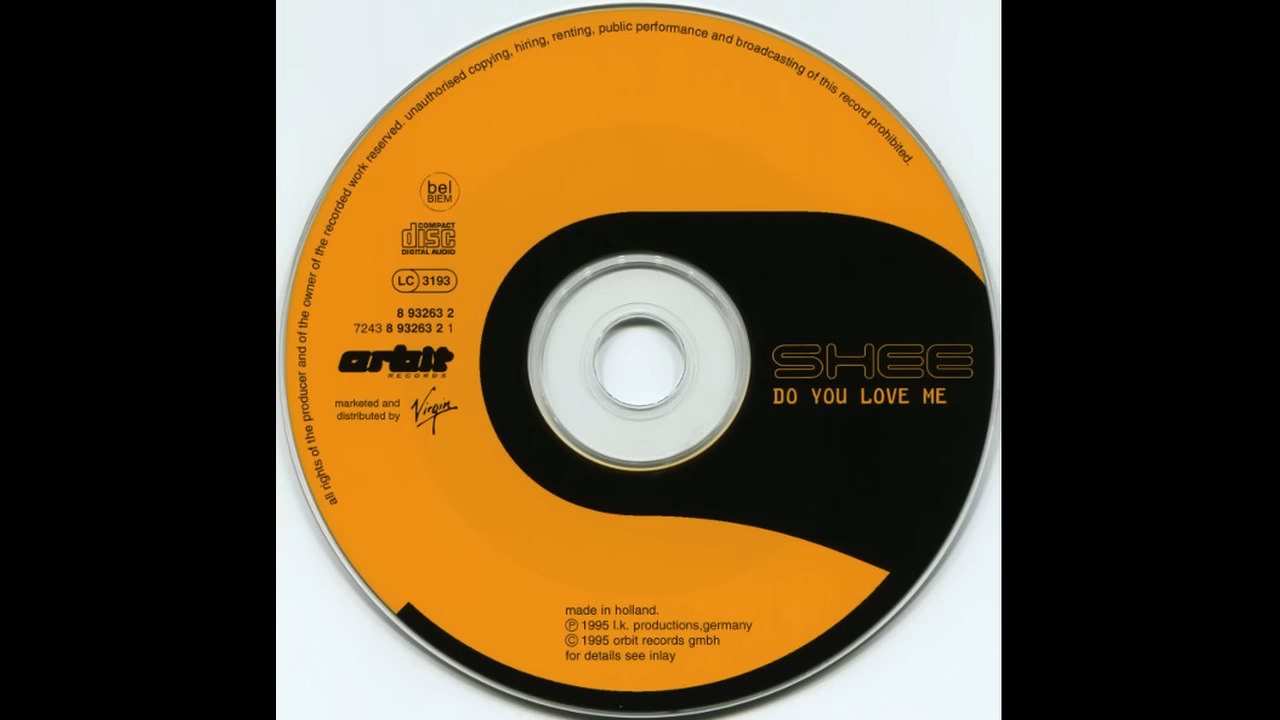 all rights of the producer and of the owner of the recorded work reserved. unauthorised copying, hiring, renting, public performance and broadcasting of this record prohibited.
bel
BIEM
COMPACT
disc
DIGITAL AUDIO
LC 3193
8 93263 2
7243 8 93263 2 1
orbit
RECORDS
marketed and
distributed by
Virgin
SHEE
DO YOU LOVE ME
made in holland.
Ⓟ 1995 l.k. productions,germany
© 1995 orbit records gmbh
for details see inlay